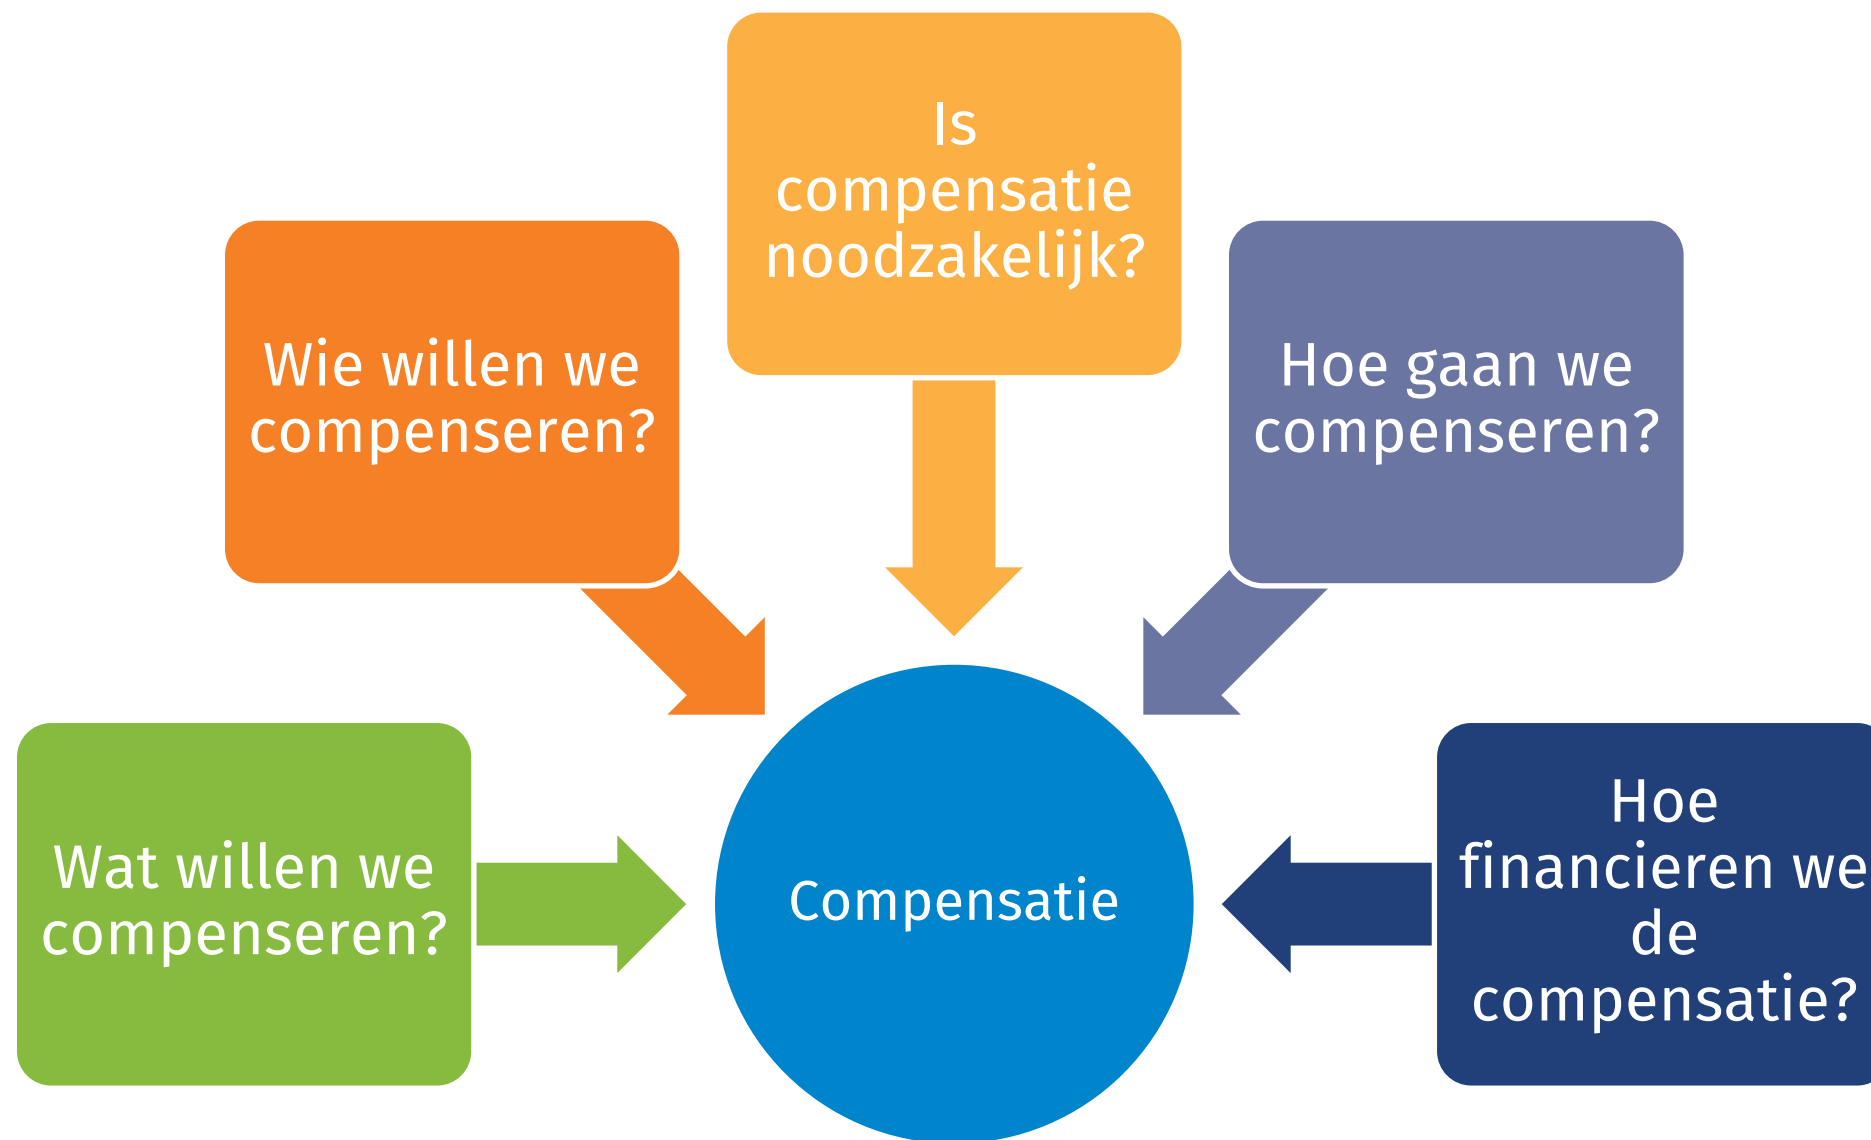 Is
compensatie
noodzakelijk?
Wie willen we
compenseren?
Hoe gaan we
compenseren?
Wat willen we
compenseren?
Compensatie
Hoe
financieren we
de
compensatie?